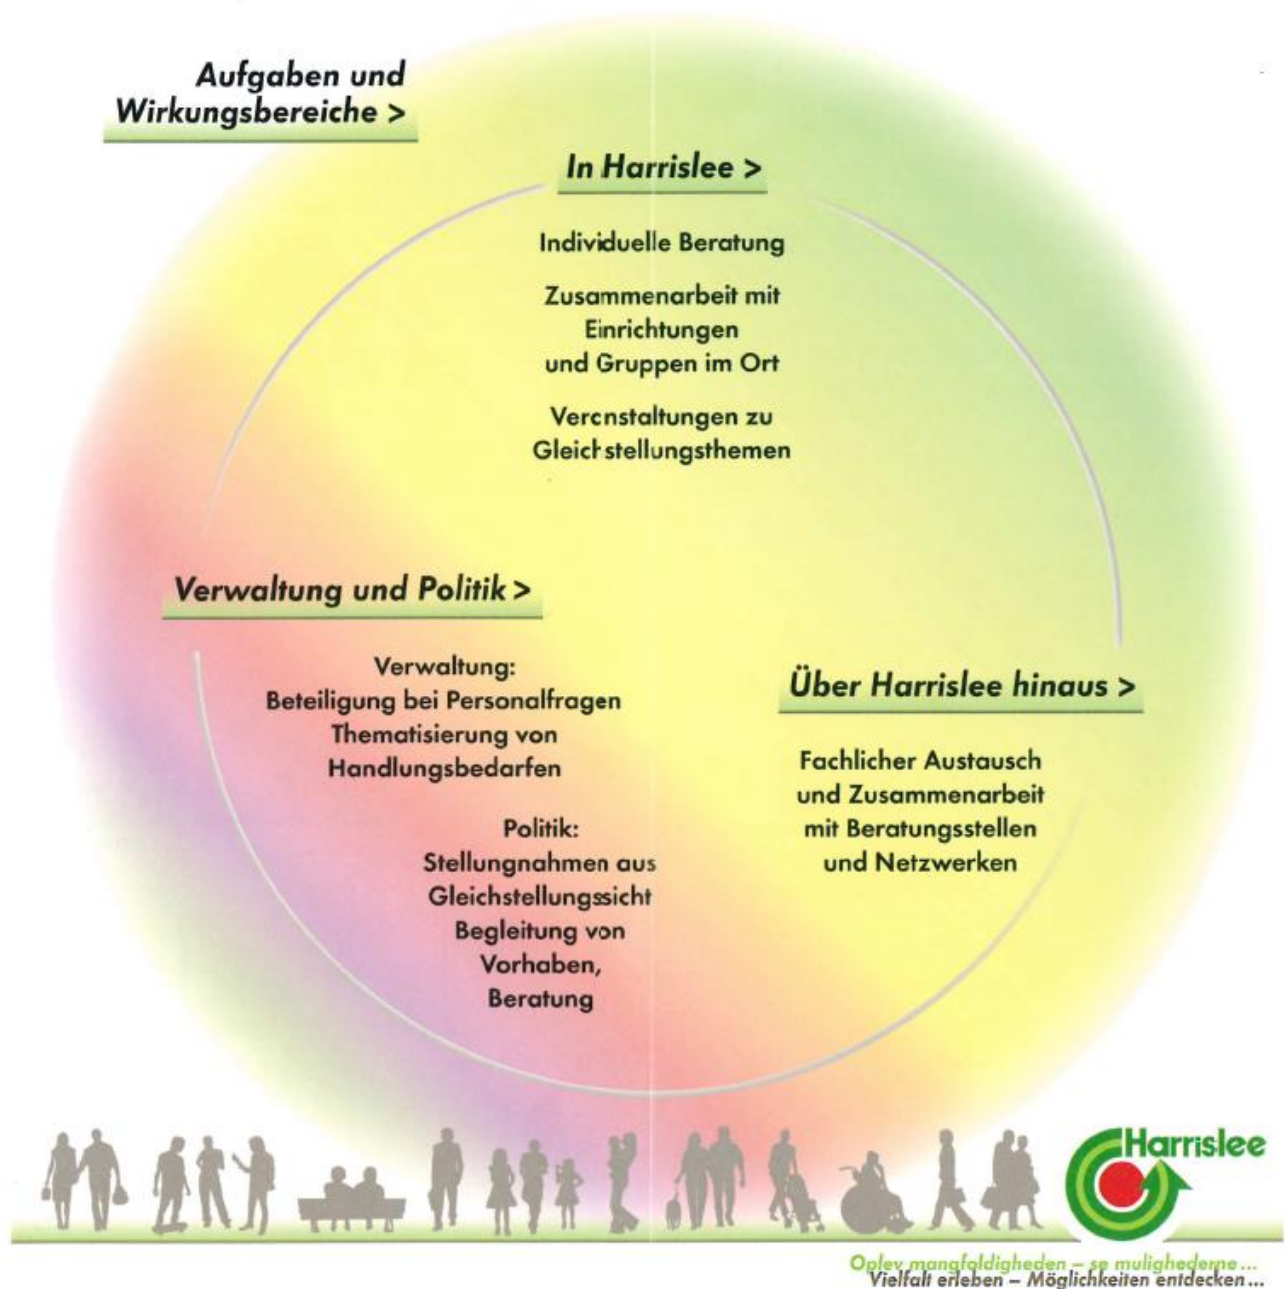 Aufgaben und
Wirkungsbereiche >
In Harrislee >
Individuelle Beratung
Zusammenarbeit mit
Einrichtungen
und Gruppen im Ort
Veranstaltungen zu
Gleichstellungsthemen
Verwaltung und Politik >
Verwaltung:
Beteiligung bei Personalfragen
Thematisierung von
Handlungsbedarfen
Politik:
Stellungnahmen aus
Gleichstellungssicht
Begleitung von
Vorhaben,
Beratung
Über Harrislee hinaus >
Fachlicher Austausch
und Zusammenarbeit
mit Beratungsstellen
und Netzwerken
Harrislee
Oplev mangfoldigheden – se mulighederne...
Vielfalt erleben – Möglichkeiten entdecken...